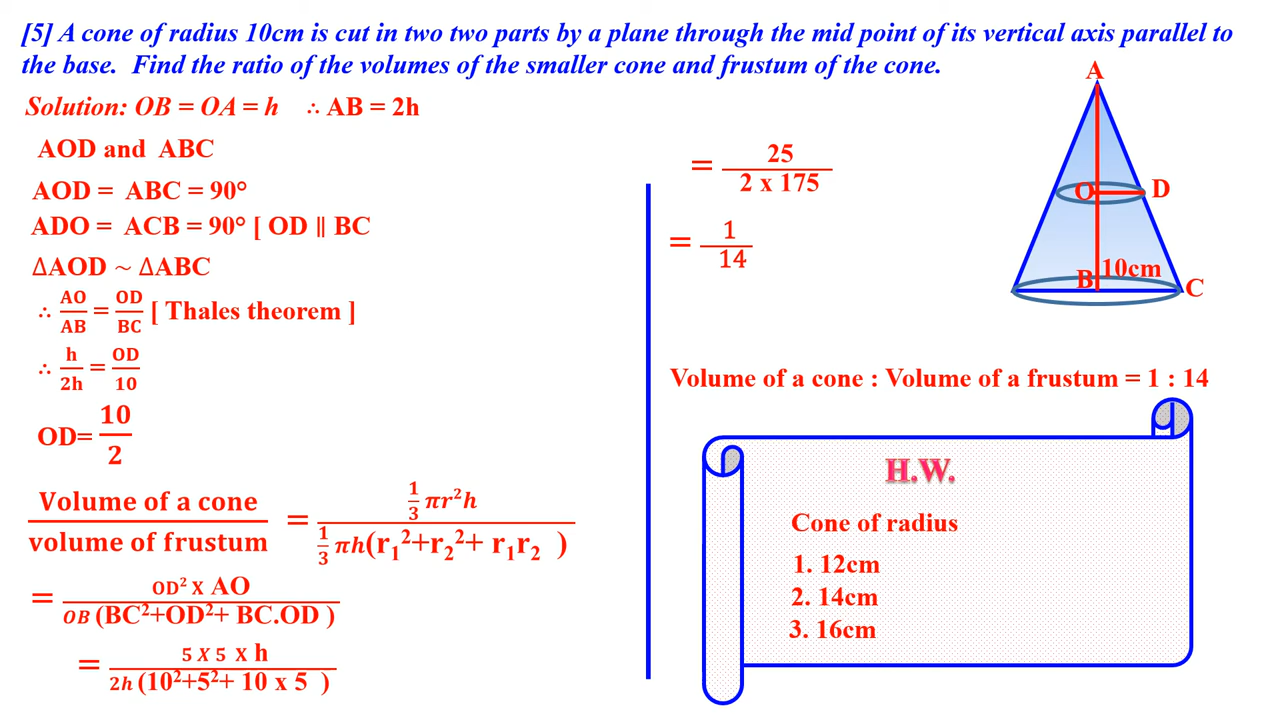 [5] A cone of radius 10cm is cut in two two parts by a plane through the mid point of its vertical axis parallel to
the base. Find the ratio of the volumes of the smaller cone and frustum of the cone.
Solution: OB = OA = h ∴ AB = 2h
AOD and ABC
AOD = ABC = 90°
ADO = ACB = 90° [ OD ∥ BC
∆AOD ~ ∆ABC
∴ AO/AB = OD/BC [ Thales theorem ]
∴ h/2h = OD/10
OD= 10/2
Volume of a cone / volume of frustum = 1/3 πr²h / 1/3 πh(r₁²+r₂²+ r₁r₂ )
= OD² X AO / OB (BC²+OD²+ BC.OD )
= 5 X 5 X h / 2h (10²+5²+ 10 x 5 )
= 25 / 2 x 175
= 1 / 14
A
O
D
B
10cm
C
Volume of a cone : Volume of a frustum = 1 : 14
H.W.
Cone of radius
1. 12cm
2. 14cm
3. 16cm